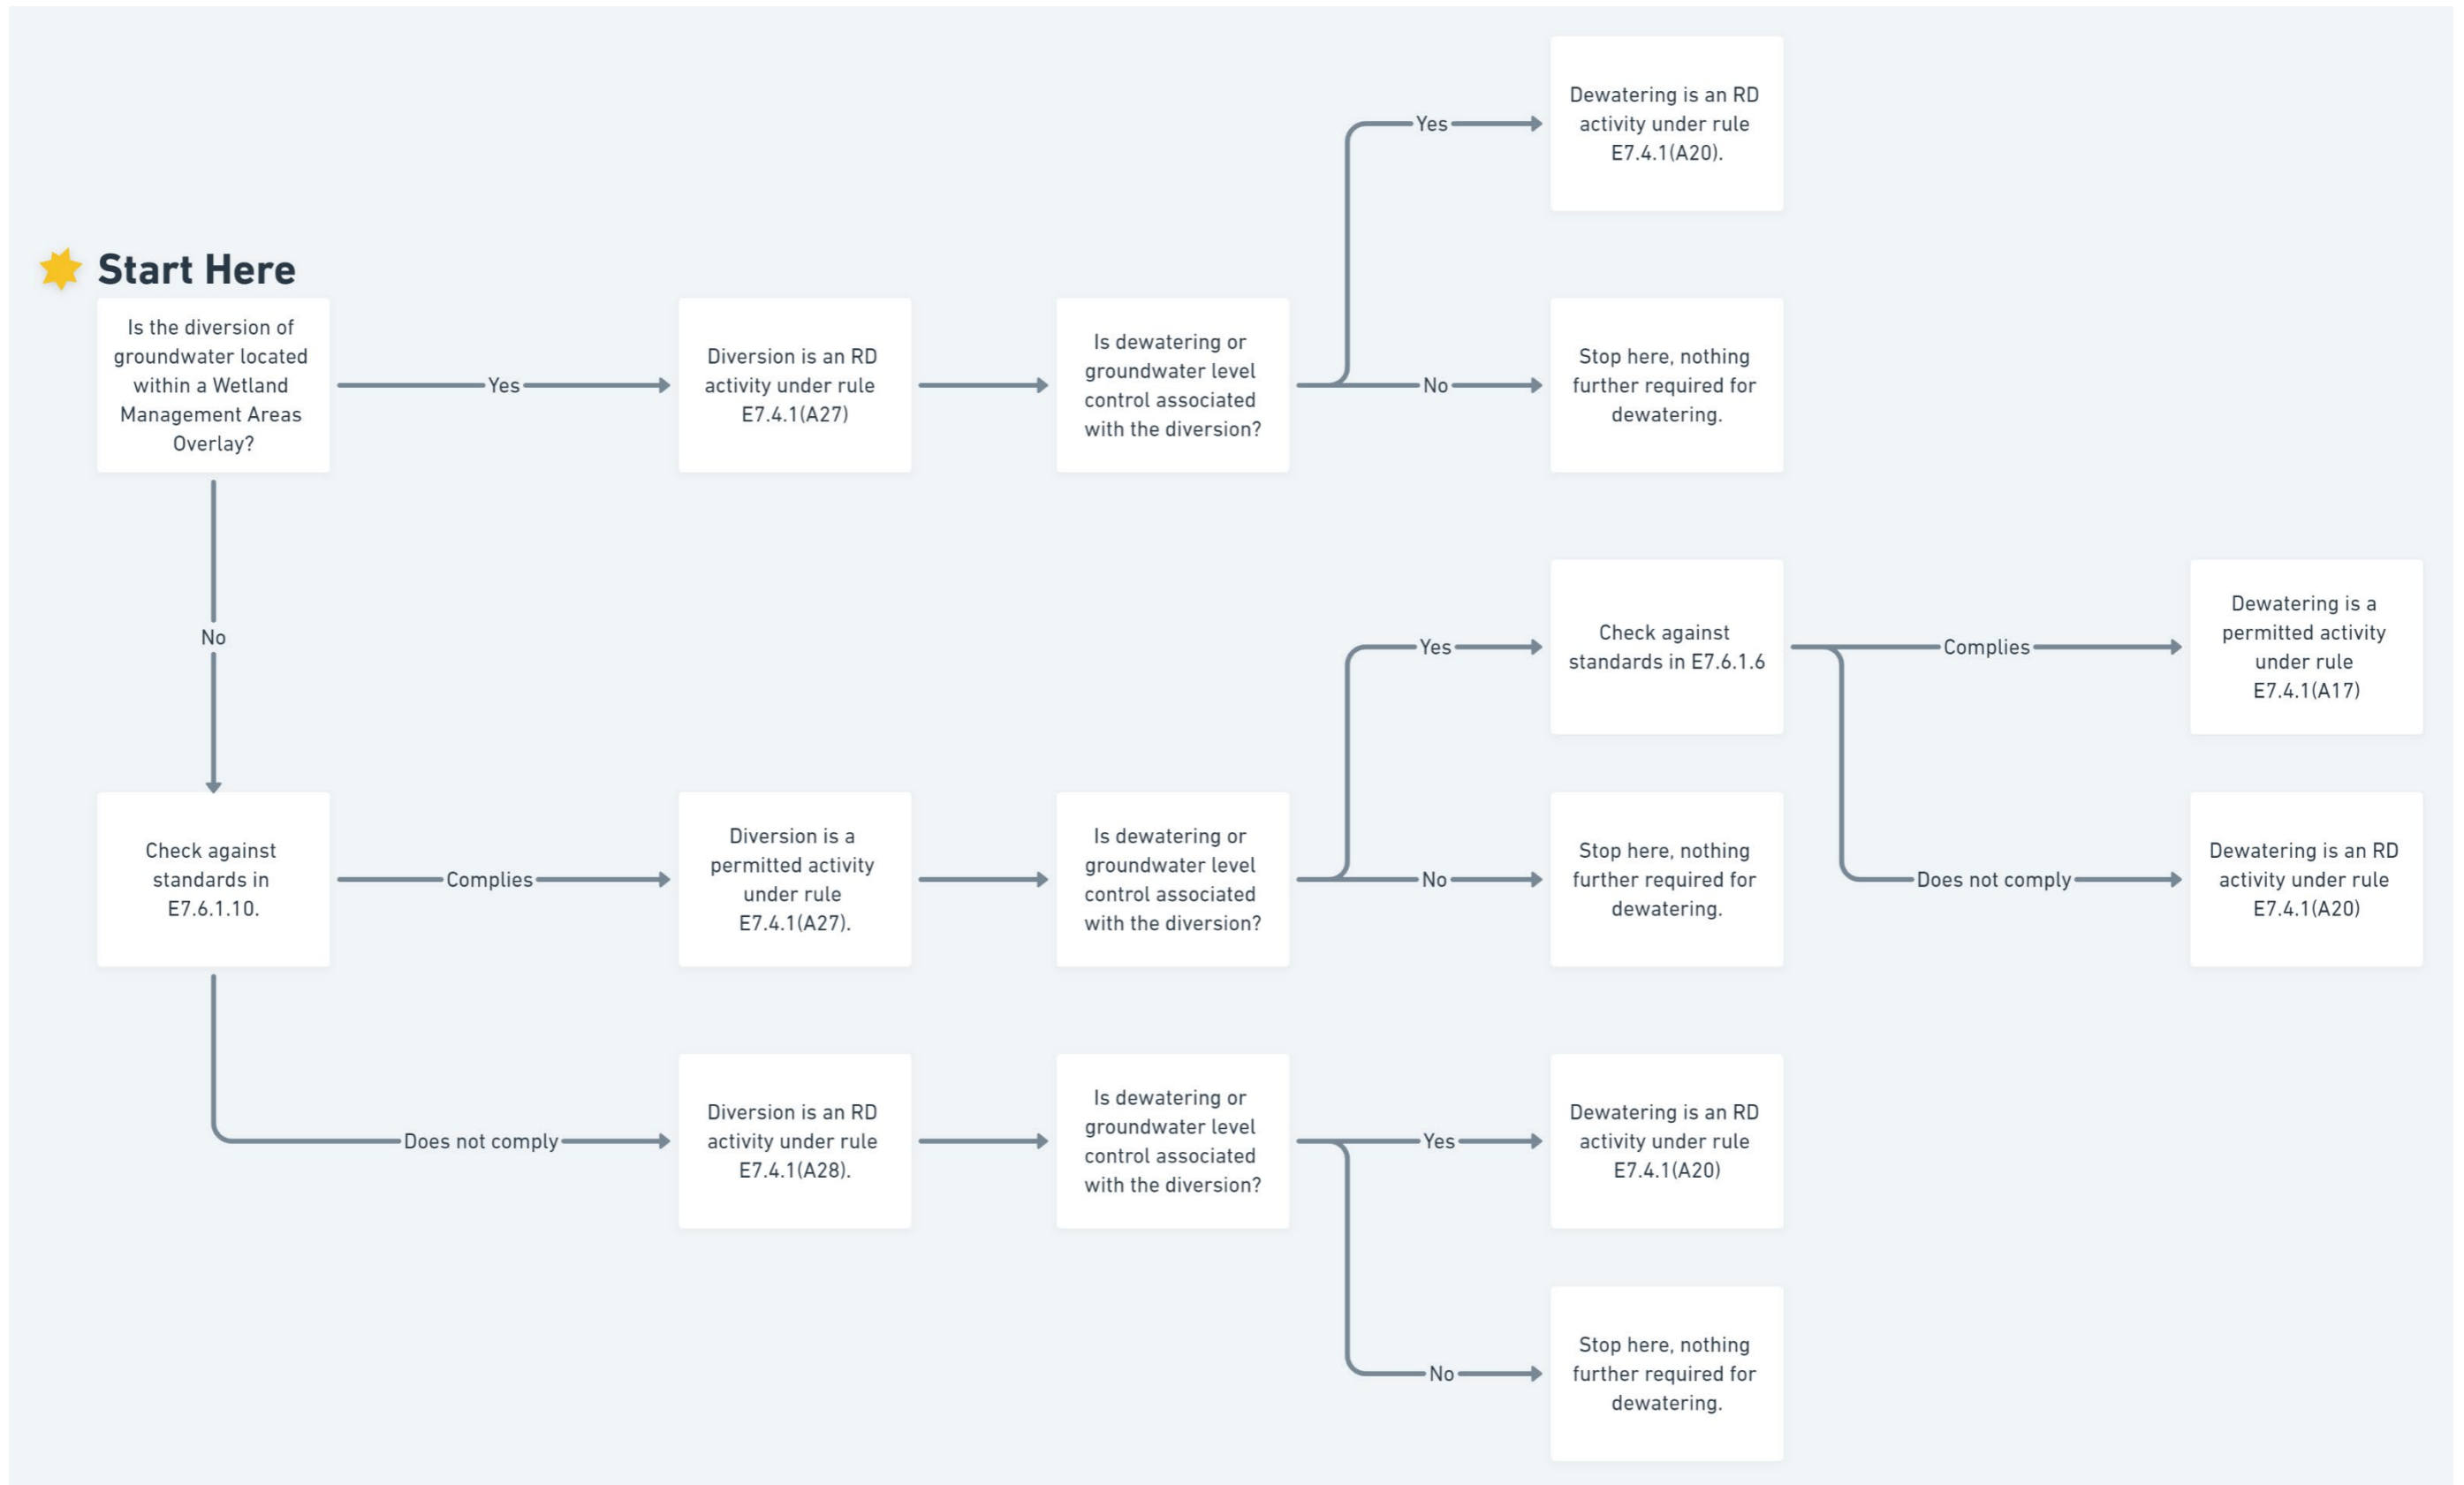 Dewatering is an RD
activity under rule
E7.4.1(A20).
Yes
Start Here
Is the diversion of
groundwater located
within a Wetland
Management Areas
Overlay?
Yes
Diversion is an RD
activity under rule
E7.4.1(A27)
Is dewatering or
groundwater level
control associated
with the diversion?
No
Stop here, nothing
further required for
dewatering.
No
Yes
Check against
standards in E7.6.1.6
Complies
Dewatering is a
permitted activity
under rule
E7.4.1(A17)
Check against
standards in
E7.6.1.10.
Complies
Diversion is a
permitted activity
under rule
E7.4.1(A27).
Is dewatering or
groundwater level
control associated
with the diversion?
No
Stop here, nothing
further required for
dewatering.
Does not comply
Dewatering is an RD
activity under rule
E7.4.1(A20)
Does not comply
Diversion is an RD
activity under rule
E7.4.1(A28).
Is dewatering or
groundwater level
control associated
with the diversion?
Yes
Dewatering is an RD
activity under rule
E7.4.1(A20)
No
Stop here, nothing
further required for
dewatering.